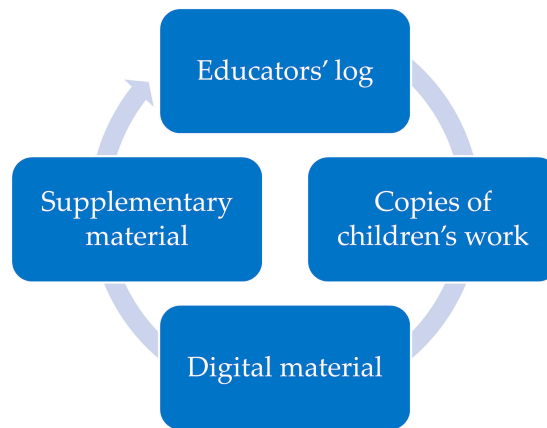 Educators’ log
Copies of
children’s work
Digital material
Supplementary
material